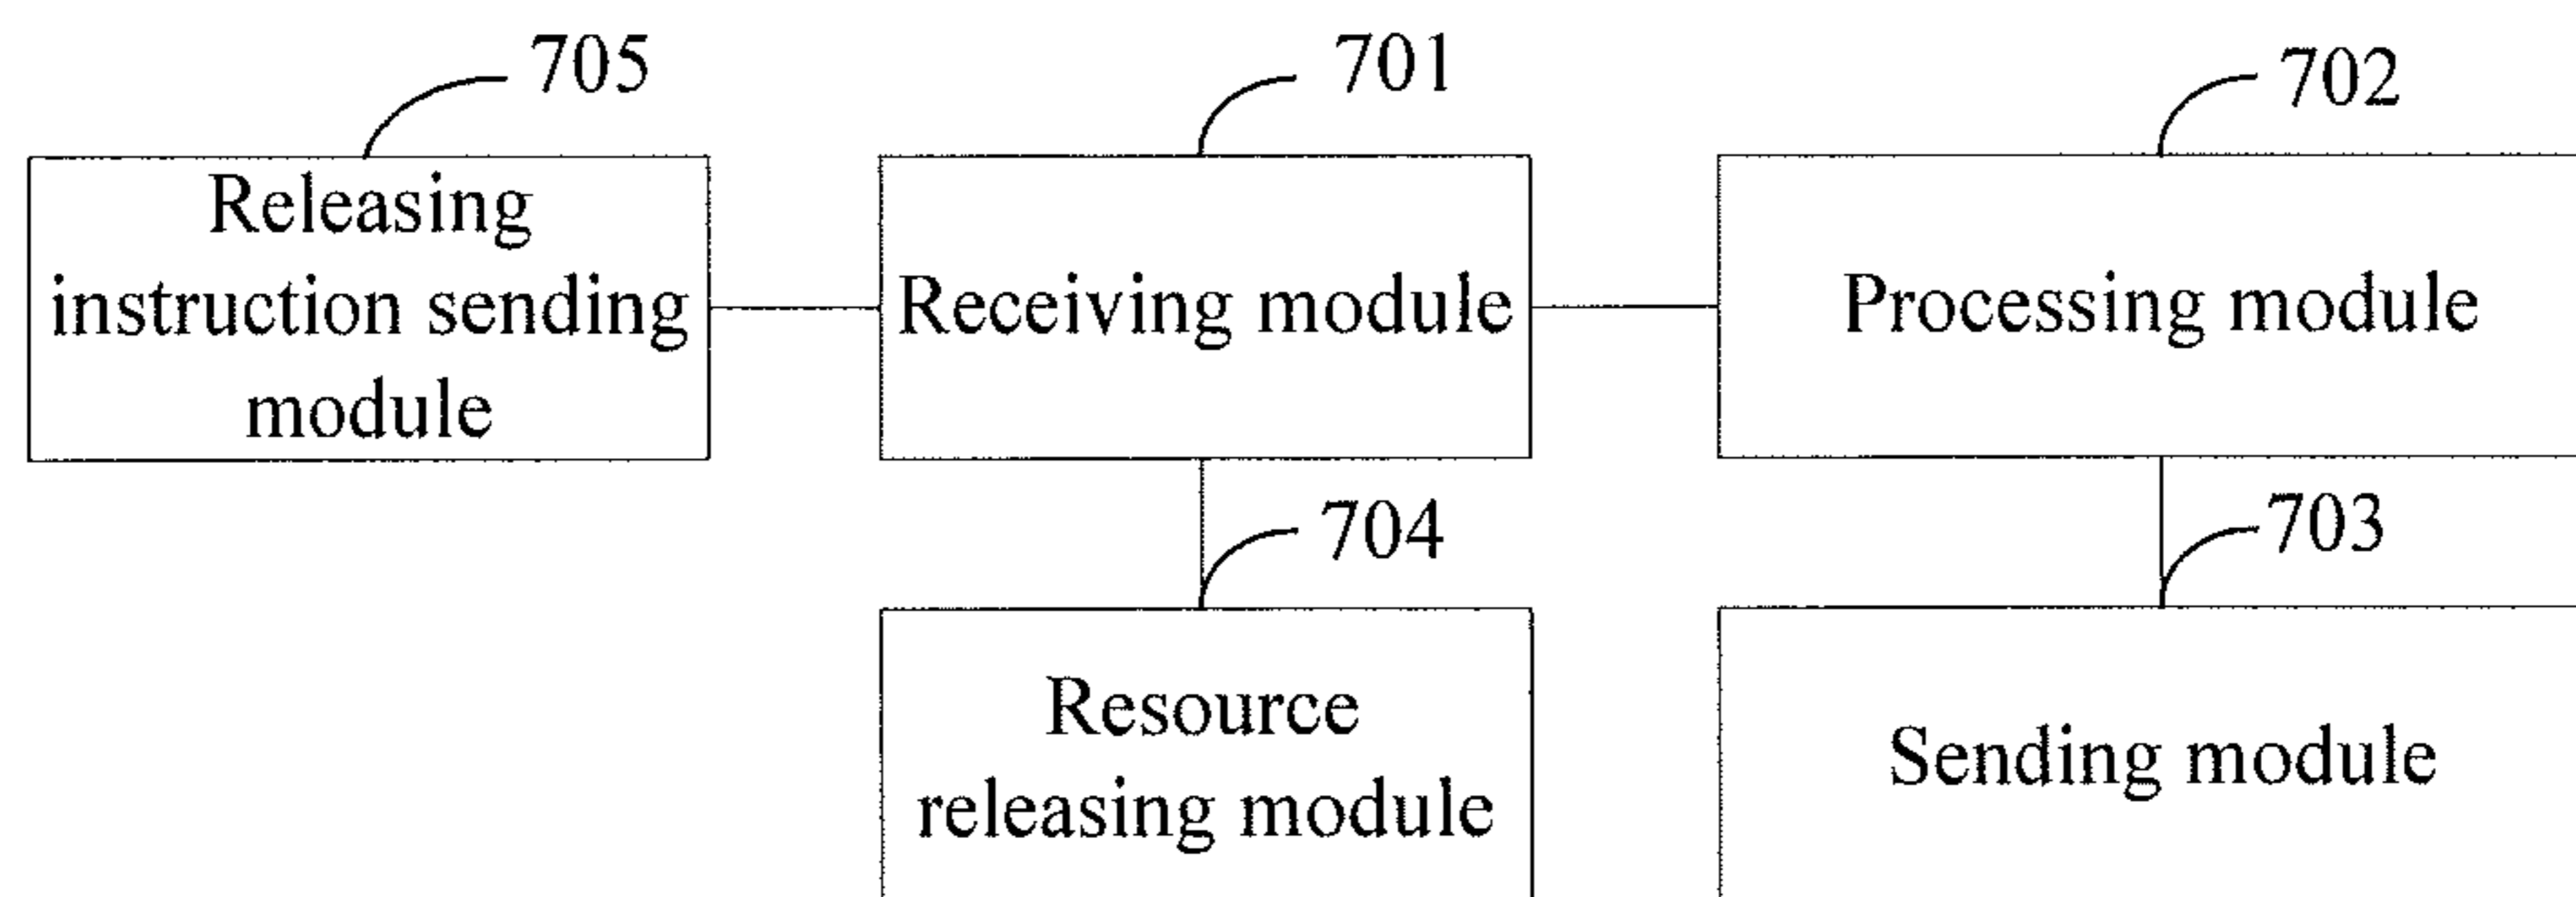 705
701
702
Releasing
instruction sending
module
Receiving module
Processing module
704
703
Resource
releasing module
Sending module